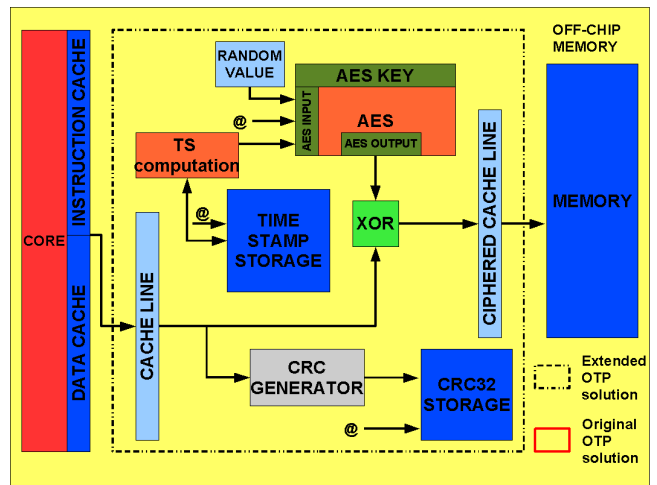 OFF-CHIP
MEMORY
RANDOM
VALUE
AES KEY
AES INPUT
AES
AES OUTPUT
@
TS
computation
INSTRUCTION CACHE
CORE
DATA CACHE
@
TIME
STAMP
STORAGE
XOR
CIPHERED CACHE LINE
MEMORY
CACHE LINE
CRC
GENERATOR
CRC32
STORAGE
@
Extended
OTP
solution
Original
OTP
solution